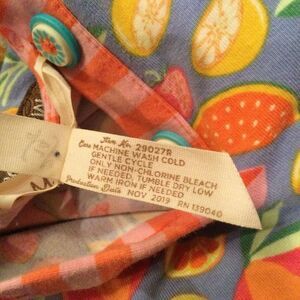 Item No. 29027R
Care MACHINE WASH COLD
GENTLE CYCLE
ONLY NON-CHLORINE BLEACH
IF NEEDED, TUMBLE DRY LOW
WARM IRON IF NEEDED
Production Date NOV 2019 RN 139040